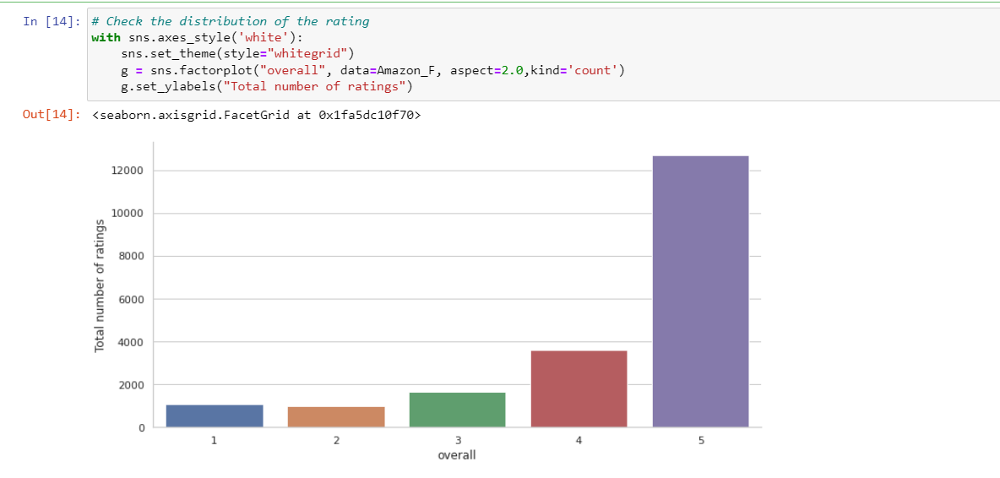 In [14]: # Check the distribution of the rating
with sns.axes_style('white'):
    sns.set_theme(style="whitegrid")
    g = sns.factorplot("overall", data=Amazon_F, aspect=2.0,kind='count')
    g.set_ylabels("Total number of ratings")
Out[14]: <seaborn.axisgrid.FacetGrid at 0x1fa5dc10f70>
Total number of ratings
12000
10000
8000
6000
4000
2000
0
1 2 3 4 5
overall